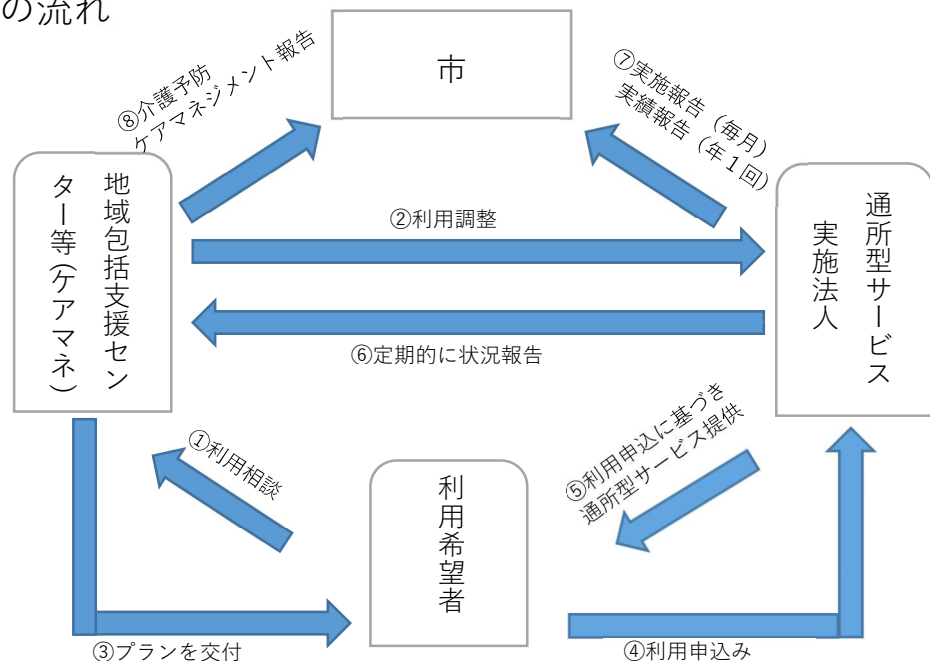 の流れ
市
⑧介護予防
ケアマネジメント報告
⑦実施報告（毎月）
実績報告（年１回）
地域包括支援セン
ター等(ケアマネ)
②利用調整
通所型サービス
実施法人
⑥定期的に状況報告
①利用相談
利用希望者
⑤利用申込に基づき
通所型サービス提供
③プランを交付
④利用申込み